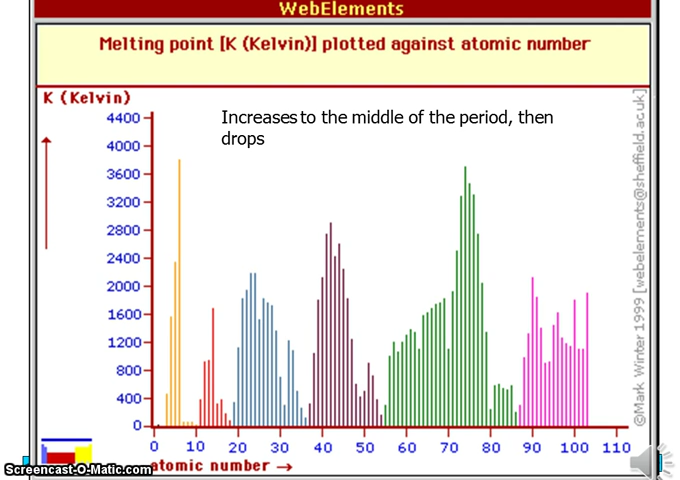 WebElements
Melting point [K (Kelvin)] plotted against atomic number
K (Kelvin)
Increases to the middle of the period, then
drops
4400
4000
3600
3200
2800
2400
2000
1600
1200
800
400
0
0 10 20 30 40 50 60 70 80 90 100 110
atomic number →
©Mark Winter 1999 [webelements@sheffield.ac.uk]
Screencast-O-Matic.com